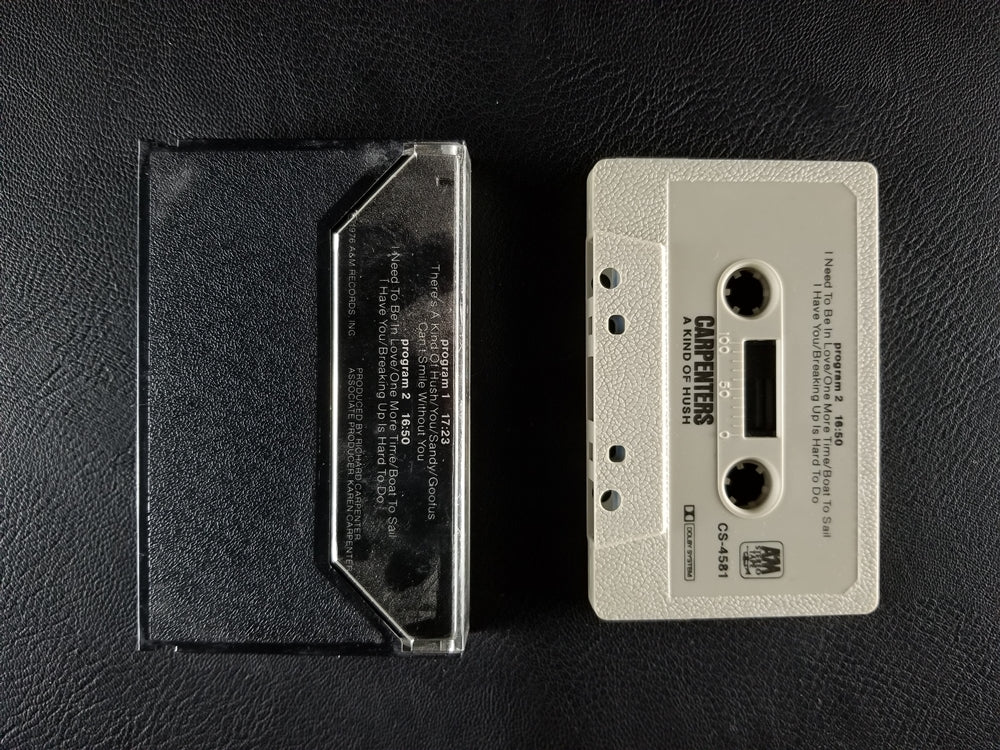 program 1 17:23
There's A Kind Of Hush/You/Sandy/Goofus
Can't Smile Without You
program 2 16:50
I Need To Be In Love/One More Time/Boat To Sail
I Have You/Breaking Up Is Hard To Do
PRODUCED BY RICHARD CARPENTER
ASSOCIATE PRODUCER KAREN CARPENTER
1976 A&M RECORDS, INC.
program 2 16:50
I Need To Be In Love/One More Time/Boat To Sail
I Have You/Breaking Up Is Hard To Do
100 50 0
CARPENTERS
A KIND OF HUSH
A&M
STEREO
TAPE
CS-4581
DOLBY SYSTEM